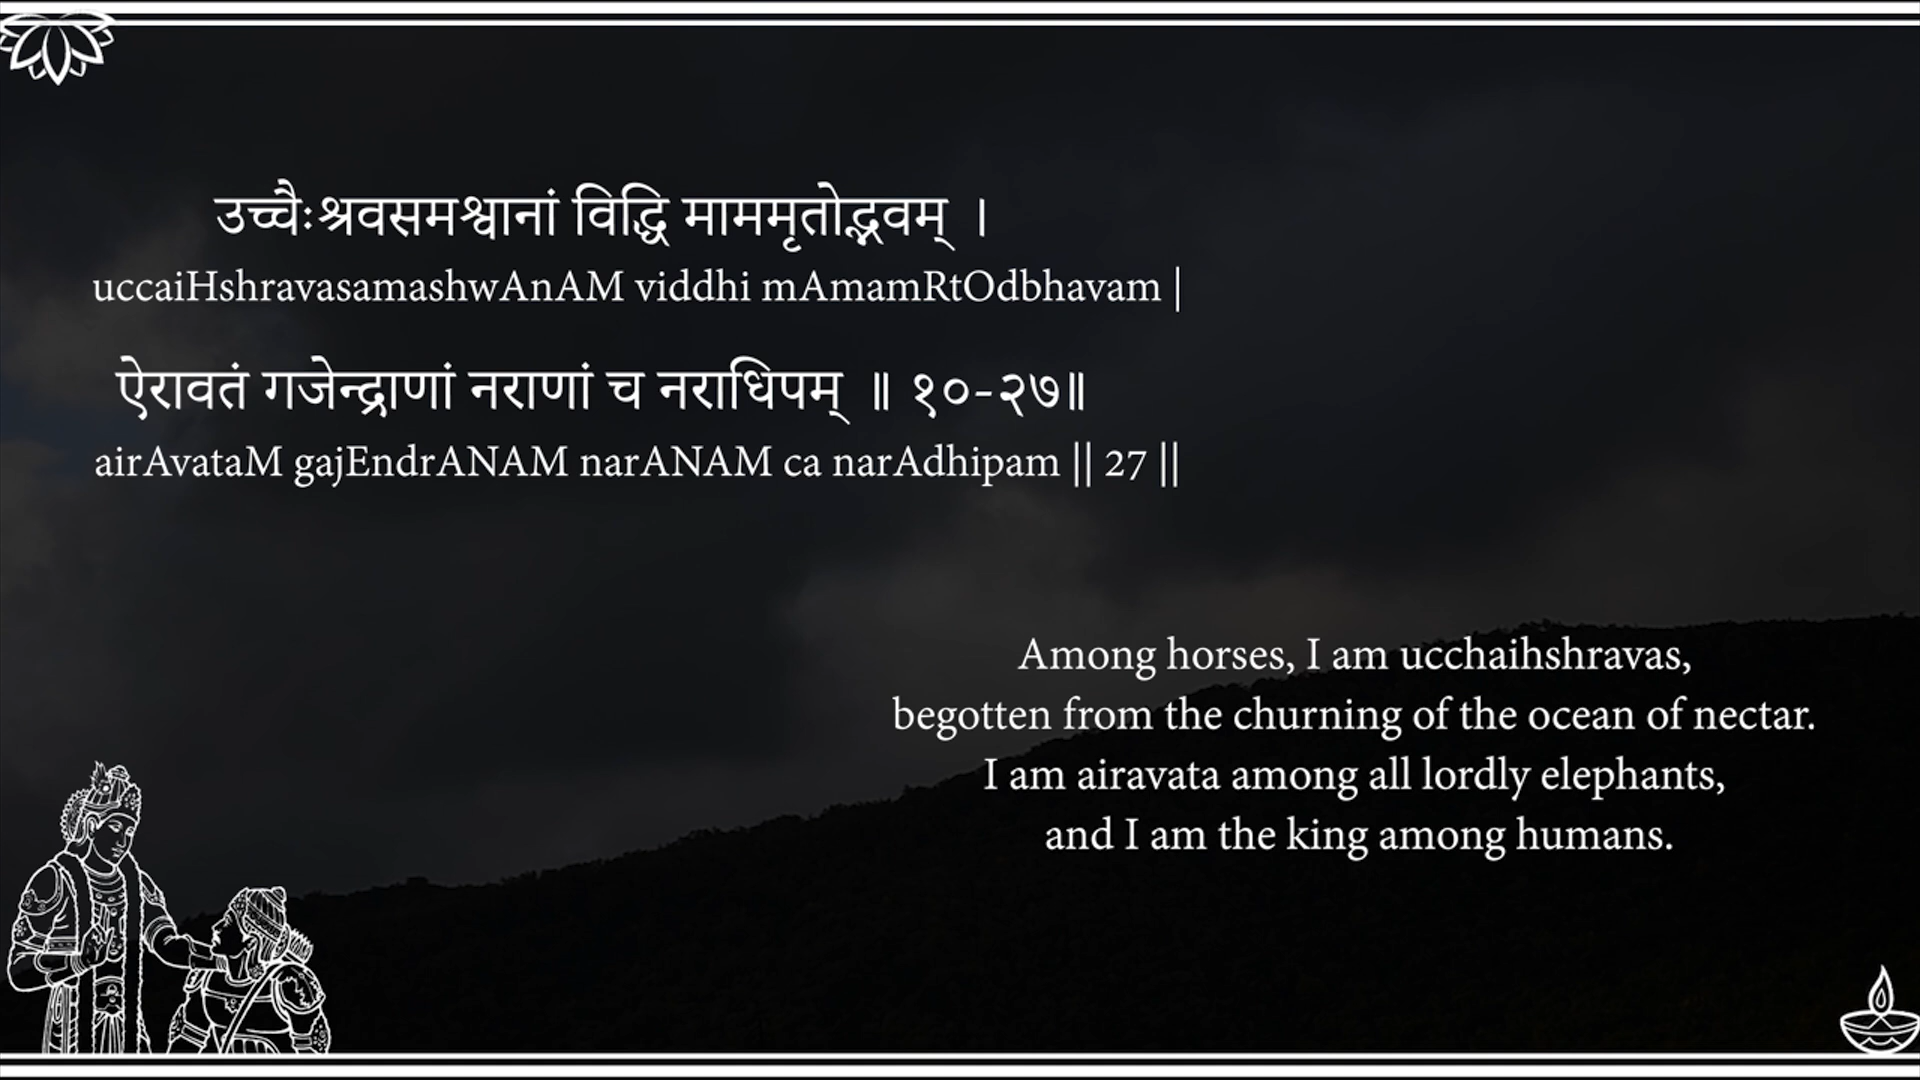 उच्चैःश्रवसमश्वानां विद्धि माममृतोद्भवम् ।
uccaiHshravasamashwAnAM viddhi mAmamRtOdbhavam |
ऐरावतं गजेन्द्राणां नराणां च नराधिपम् ॥ १०-२७॥
airAvataM gajEndrANAM narANAM ca narAdhipam || 27 ||
Among horses, I am ucchaihshravas,
begotten from the churning of the ocean of nectar.
I am airavata among all lordly elephants,
and I am the king among humans.